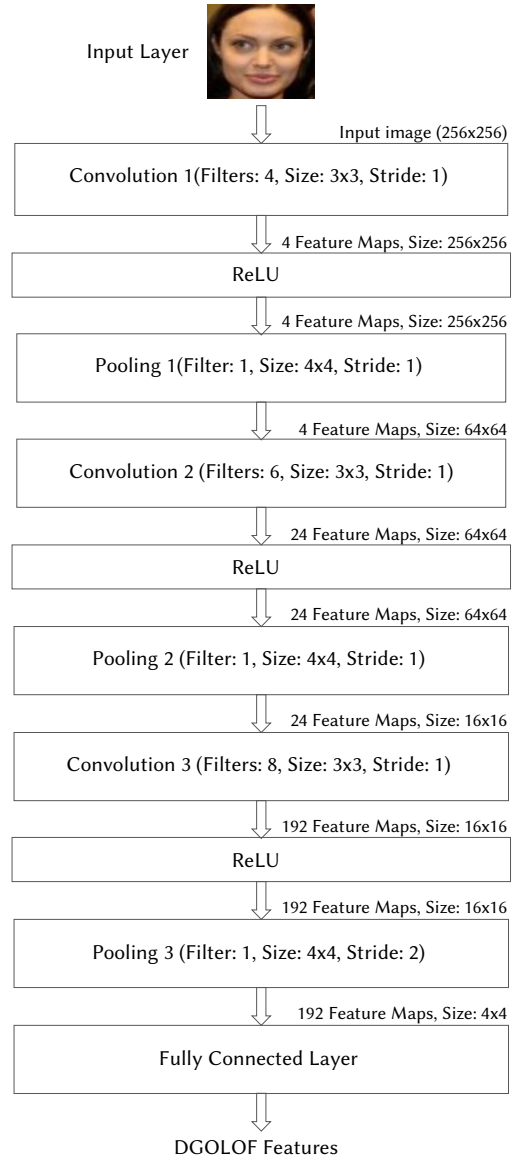 Input Layer
Input image (256x256)
Convolution 1(Filters: 4, Size: 3x3, Stride: 1)
4 Feature Maps, Size: 256x256
ReLU
4 Feature Maps, Size: 256x256
Pooling 1(Filter: 1, Size: 4x4, Stride: 1)
4 Feature Maps, Size: 64x64
Convolution 2 (Filters: 6, Size: 3x3, Stride: 1)
24 Feature Maps, Size: 64x64
ReLU
24 Feature Maps, Size: 64x64
Pooling 2 (Filter: 1, Size: 4x4, Stride: 1)
24 Feature Maps, Size: 16x16
Convolution 3 (Filters: 8, Size: 3x3, Stride: 1)
192 Feature Maps, Size: 16x16
ReLU
192 Feature Maps, Size: 16x16
Pooling 3 (Filter: 1, Size: 4x4, Stride: 2)
192 Feature Maps, Size: 4x4
Fully Connected Layer
DGOLOF Features